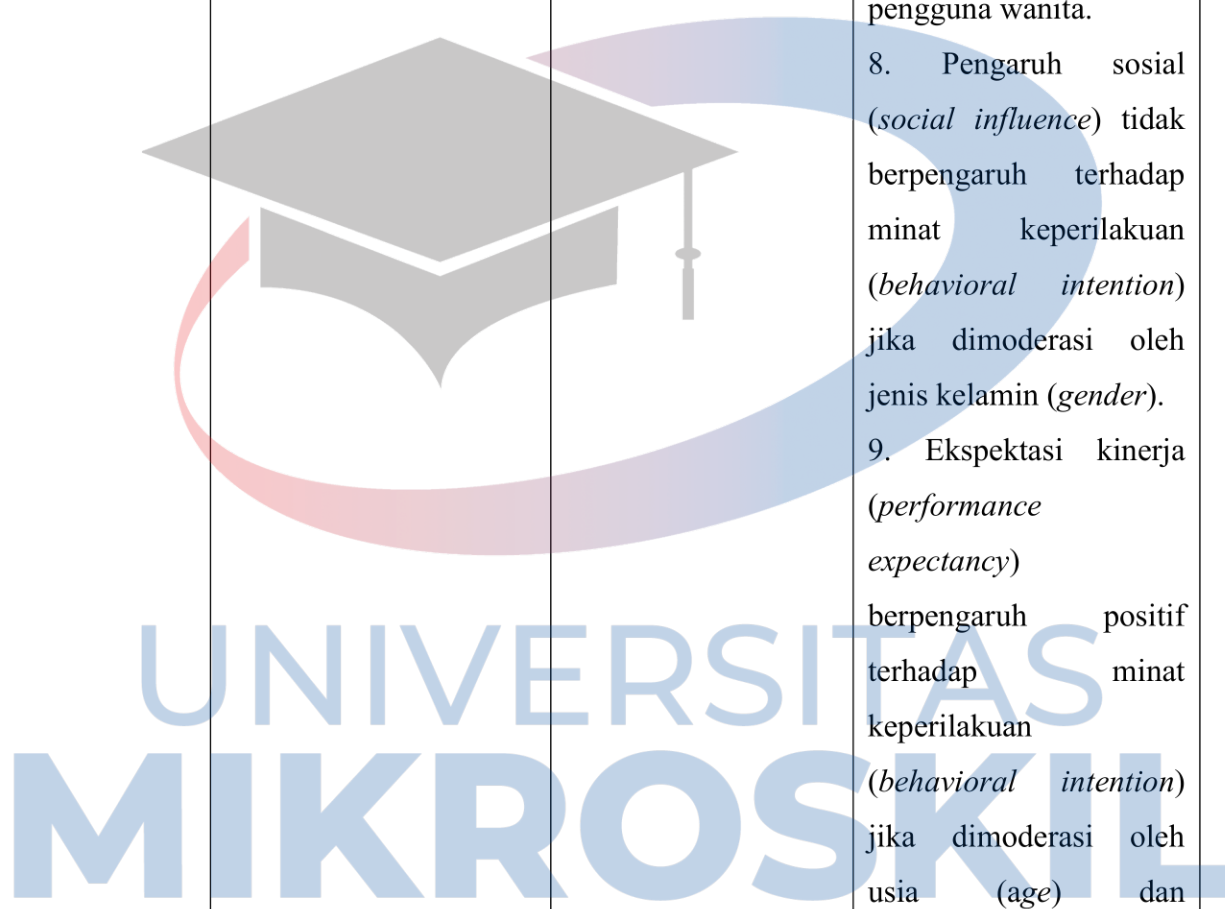 pengguna wanita.
8. Pengaruh sosial
(social influence) tidak
berpengaruh terhadap
minat keperilakuan
(behavioral intention)
jika dimoderasi oleh
jenis kelamin (gender).
9. Ekspektasi kinerja
(performance
expectancy)
berpengaruh positif
terhadap minat
keperilakuan
(behavioral intention)
jika dimoderasi oleh
usia (age) dan
UNIVERSITAS
MIKROSKIL